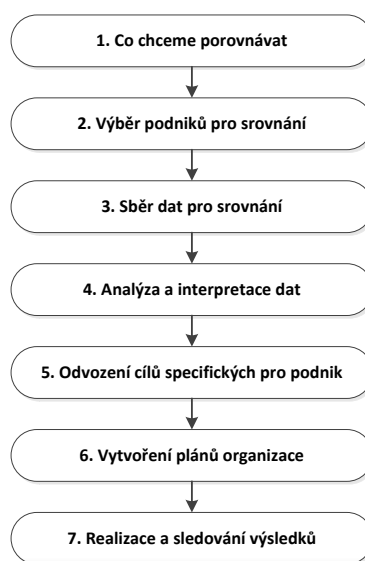 1. Co chceme porovnávat
2. Výběr podniků pro srovnání
3. Sběr dat pro srovnání
4. Analýza a interpretace dat
5. Odvození cílů specifických pro podnik
6. Vytvoření plánů organizace
7. Realizace a sledování výsledků